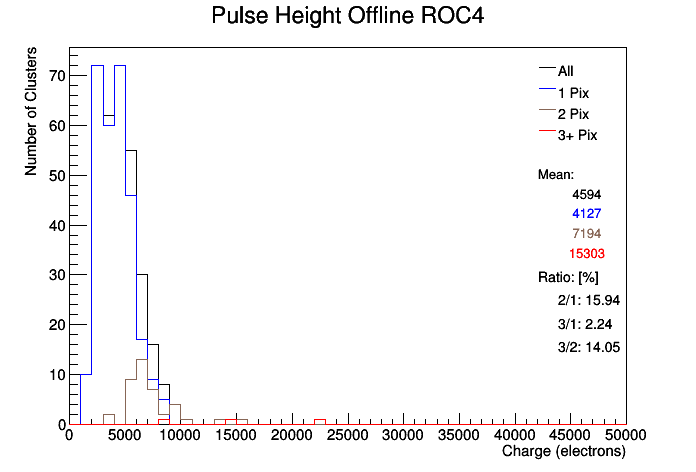 Pulse Height Offline ROC4
Number of Clusters
70
60
50
40
30
20
10
0
0 5000 10000 15000 20000 25000 30000 35000 40000 45000 50000
Charge (electrons)
All
1 Pix
2 Pix
3+ Pix
Mean:
4594
4127
7194
15303
Ratio: [%]
2/1: 15.94
3/1: 2.24
3/2: 14.05